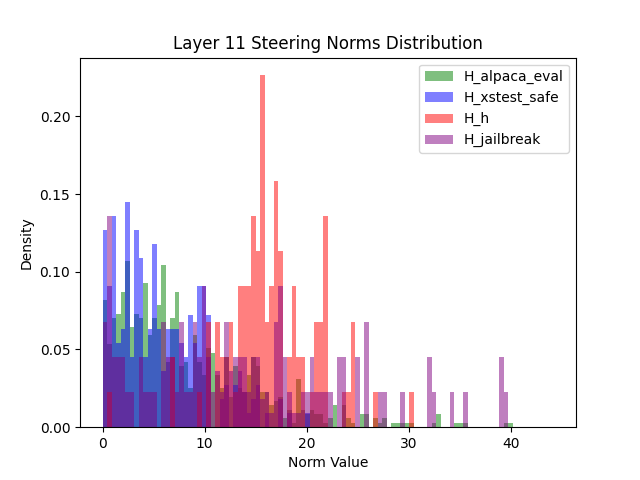 Layer 11 Steering Norms Distribution
H_alpaca_eval
H_xstest_safe
H_h
H_jailbreak
Density
0.20
0.15
0.10
0.05
0.00
0
10
20
30
40
Norm Value